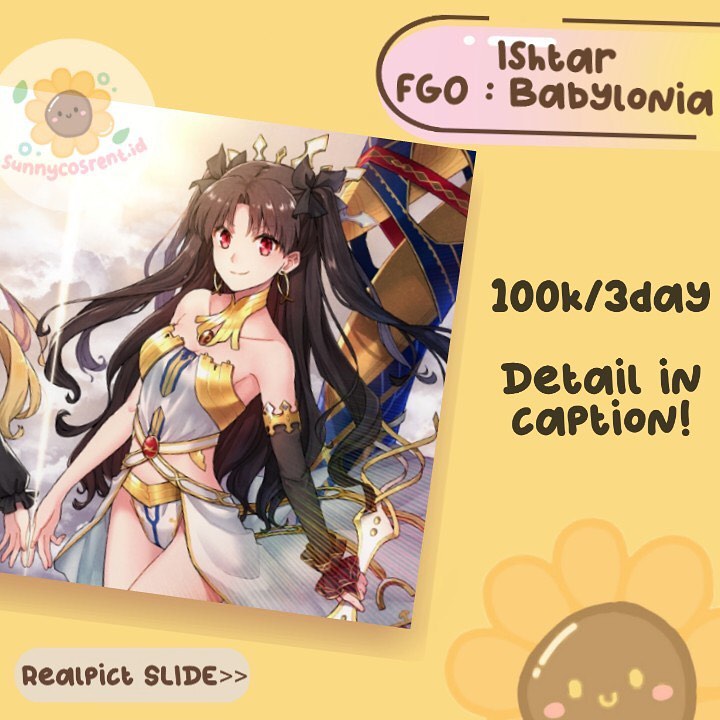 sunnycosrent.id
IShtar
FGO : Babylonia
100k/3day
Detail in
caption!
RealPict SLIDE>>